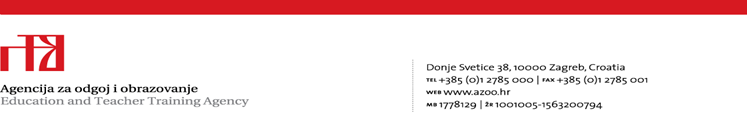 Agencija za odgoj i obrazovanje
Education and Teacher Training Agency
Donje Svetice 38, 10000 Zagreb, Croatia
TEL +385 (0)1 2785 000 | FAX +385 (0)1 2785 001
WEB www.azoo.hr
MB 1778129 | ŽR 1001005-1563200794